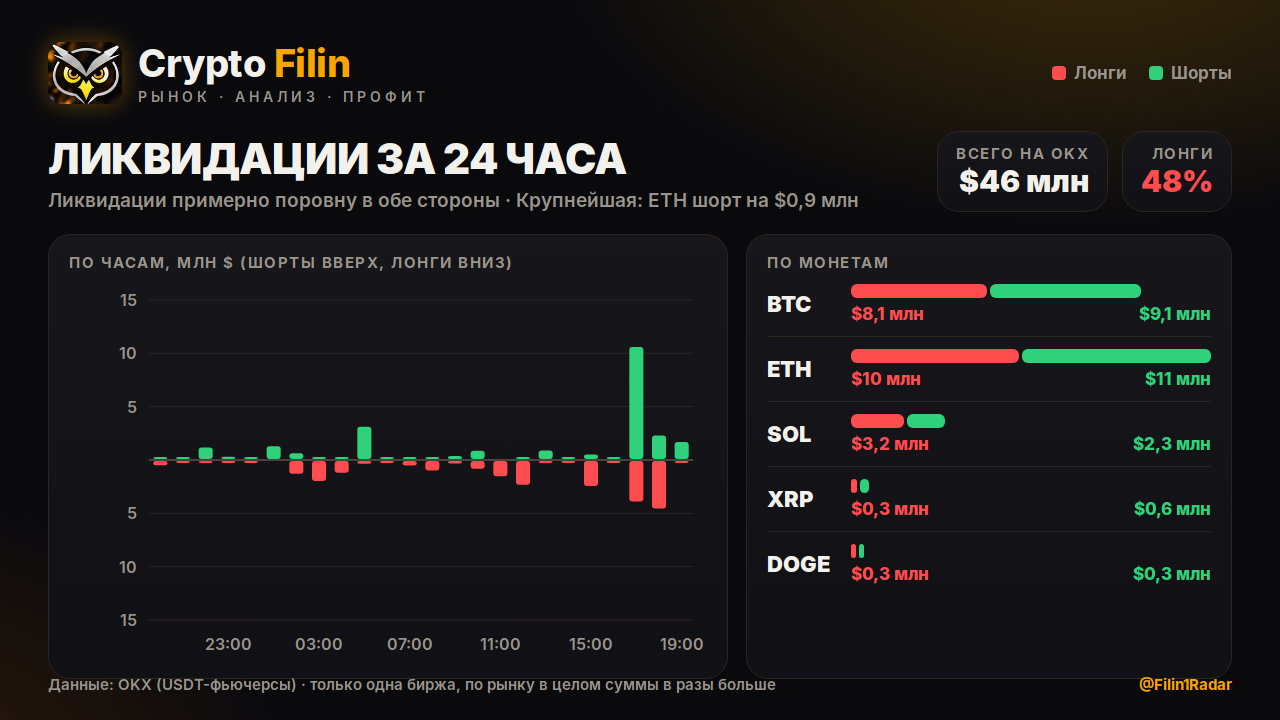 Crypto Filin
РЫНОК · АНАЛИЗ · ПРОФИТ
Лонги
Шорты
ЛИКВИДАЦИИ ЗА 24 ЧАСА
Ликвидации примерно поровну в обе стороны · Крупнейшая: ETH шорт на $0,9 млн
ВСЕГО НА OKX
$46 млн
ЛОНГИ
48%
ПО ЧАСАМ, МЛН $ (ШОРТЫ ВВЕРХ, ЛОНГИ ВНИЗ)
15
10
5
5
10
15
23:00 03:00 07:00 11:00 15:00 19:00
ПО МОНЕТАМ
BTC
$8,1 млн $9,1 млн
ETH
$10 млн $11 млн
SOL
$3,2 млн $2,3 млн
XRP
$0,3 млн $0,6 млн
DOGE
$0,3 млн $0,3 млн
Данные: OKX (USDT-фьючерсы) · только одна биржа, по рынку в целом суммы в разы больше
@Filin1Radar